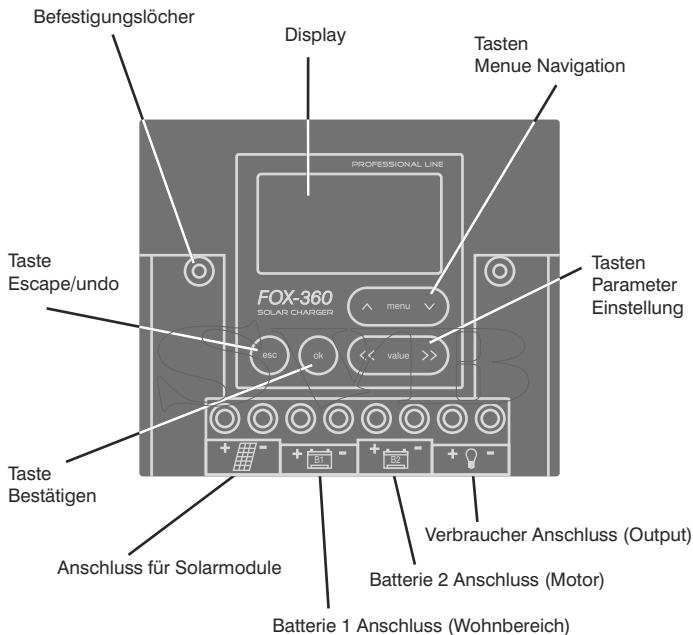 Befestigungslöcher
Display
Tasten
Menue Navigation
PROFESSIONAL LINE
Taste
Escape/undo
Tasten
Parameter
Einstellung
FOX-360
SOLAR CHARGER
menu
esc
ok
<< value >>
SVB
+ -
+ B1 -
+ B2 -
+ -
Taste
Bestätigen
Verbraucher Anschluss (Output)
Anschluss für Solarmodule
Batterie 2 Anschluss (Motor)
Batterie 1 Anschluss (Wohnbereich)